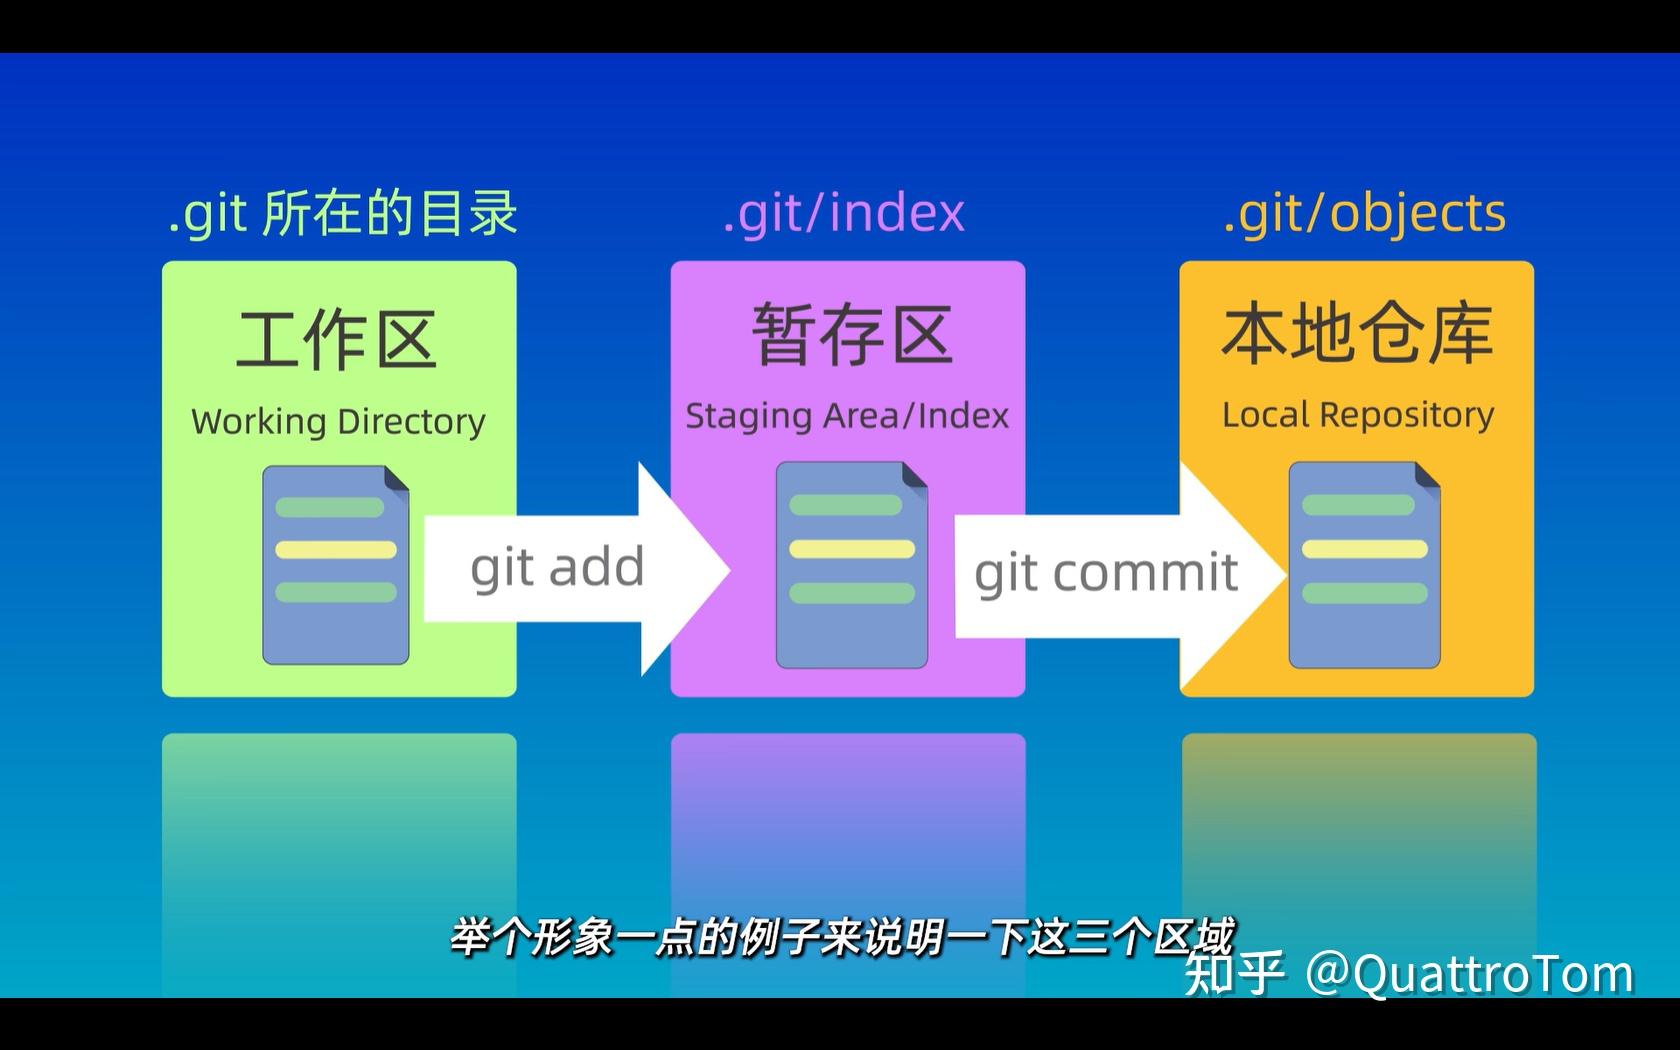 .git 所在的目录
.git/index
.git/objects
工作区
暂存区
本地仓库
Working Directory
Staging Area/Index
Local Repository
git add
git commit
举个形象一点的例子来说明一下这三个区域
知乎 @QuattroTom